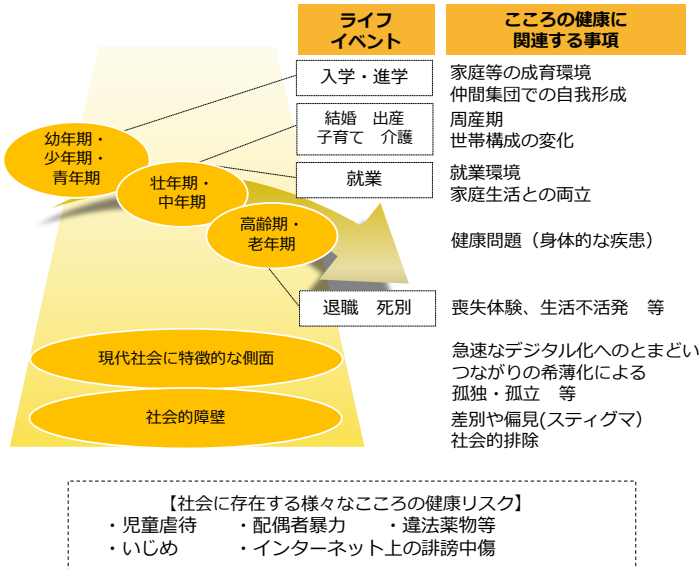 ライフ
イベント
こころの健康に
関連する事項
入学・進学
家庭等の成育環境
仲間集団での自我形成
幼年期・
少年期・
青年期
結婚　出産
子育て　介護
周産期
世帯構成の変化
壮年期・
中年期
就業
就業環境
家庭生活との両立
高齢期・
老年期
健康問題（身体的な疾患）
退職　死別
喪失体験、生活不活発　等
現代社会に特徴的な側面
急速なデジタル化へのとまどい
つながりの希薄化による
孤独・孤立　等
社会的障壁
差別や偏見(スティグマ）
社会的排除
【社会に存在する様々なこころの健康リスク】
・児童虐待　・配偶者暴力　・違法薬物等
・いじめ　・インターネット上の誹謗中傷